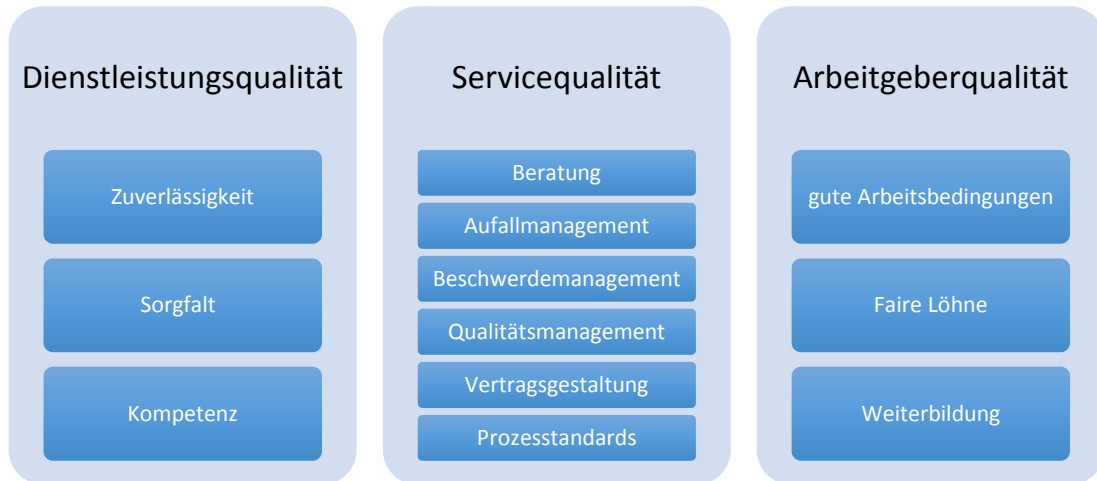 Dienstleistungsqualität
Zuverlässigkeit
Sorgfalt
Kompetenz
Servicequalität
Beratung
Aufallmanagement
Beschwerdemanagement
Qualitätsmanagement
Vertragsgestaltung
Prozesstandards
Arbeitgeberqualität
gute Arbeitsbedingungen
Faire Löhne
Weiterbildung